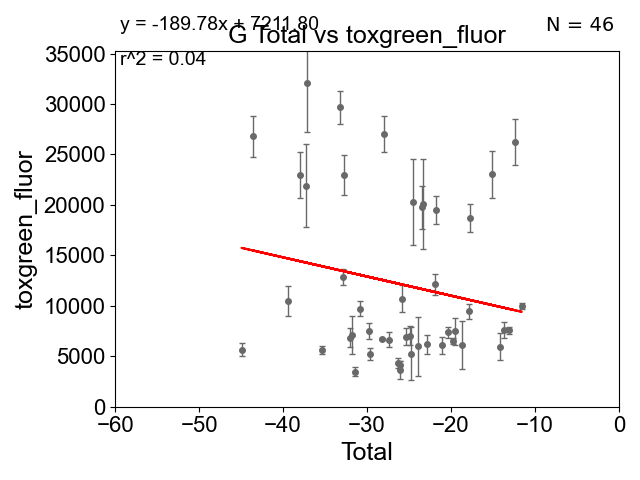 y = -189.78x + 7211.80
N = 46
G Total vs toxgreen_fluor
r^2 = 0.04
35000
30000
25000
20000
15000
10000
5000
0
toxgreen_fluor
−60
−50
−40
−30
−20
−10
0
Total